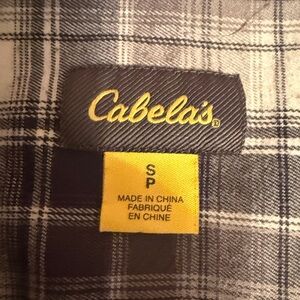 Cabela's®
S
P
MADE IN CHINA
FABRIQUÉ
EN CHINE